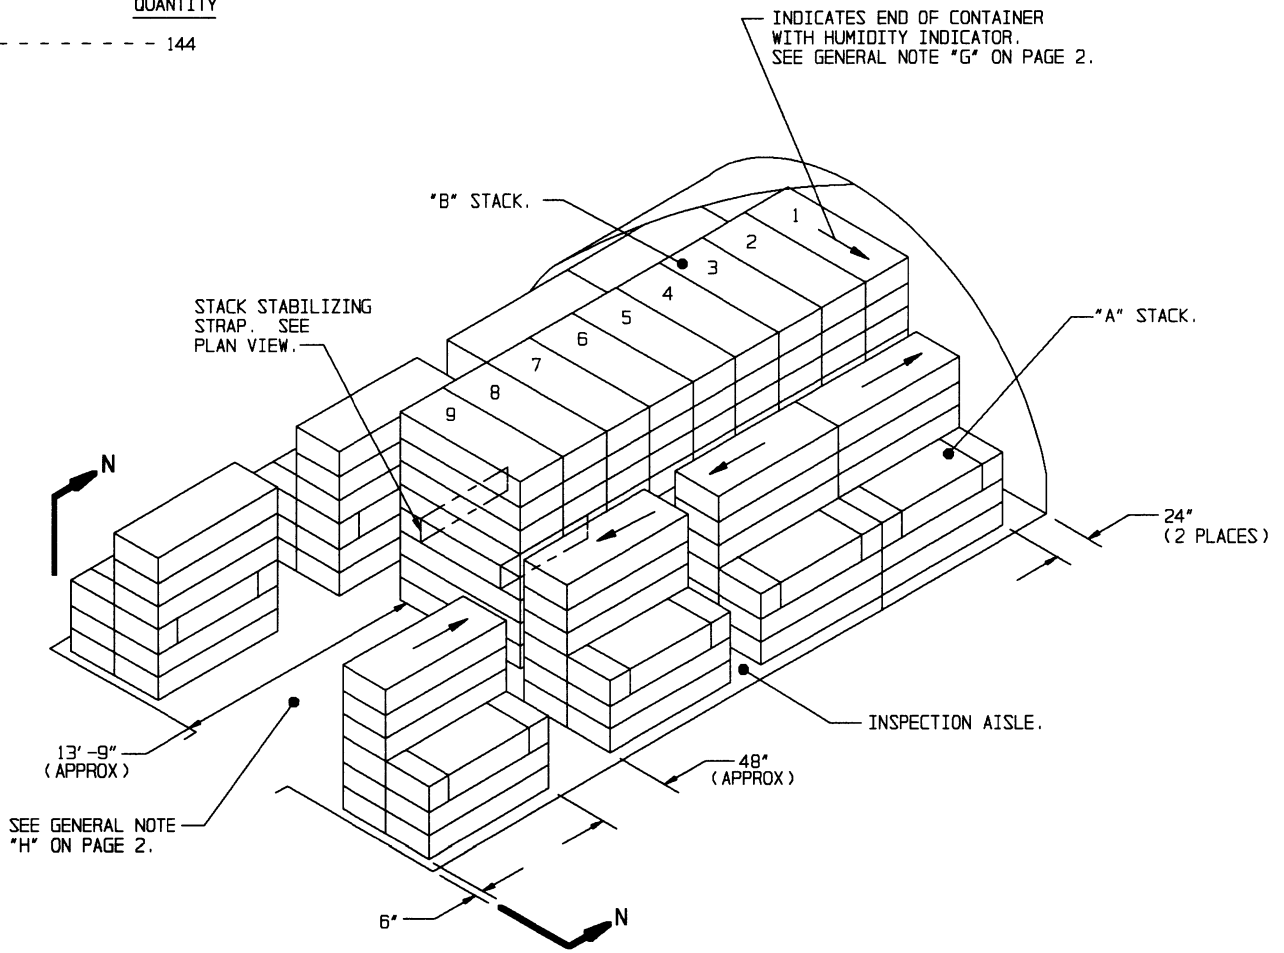 QUANTITY
- - - - - - - - 144
INDICATES END OF CONTAINER
WITH HUMIDITY INDICATOR.
SEE GENERAL NOTE "G" ON PAGE 2.
"B" STACK.
1
2
3
4
5
6
7
8
9
STACK STABILIZING
STRAP. SEE
PLAN VIEW.
"A" STACK.
N
24"
(2 PLACES)
INSPECTION AISLE.
13'-9"
(APPROX)
48"
(APPROX)
SEE GENERAL NOTE
"H" ON PAGE 2.
6"
N